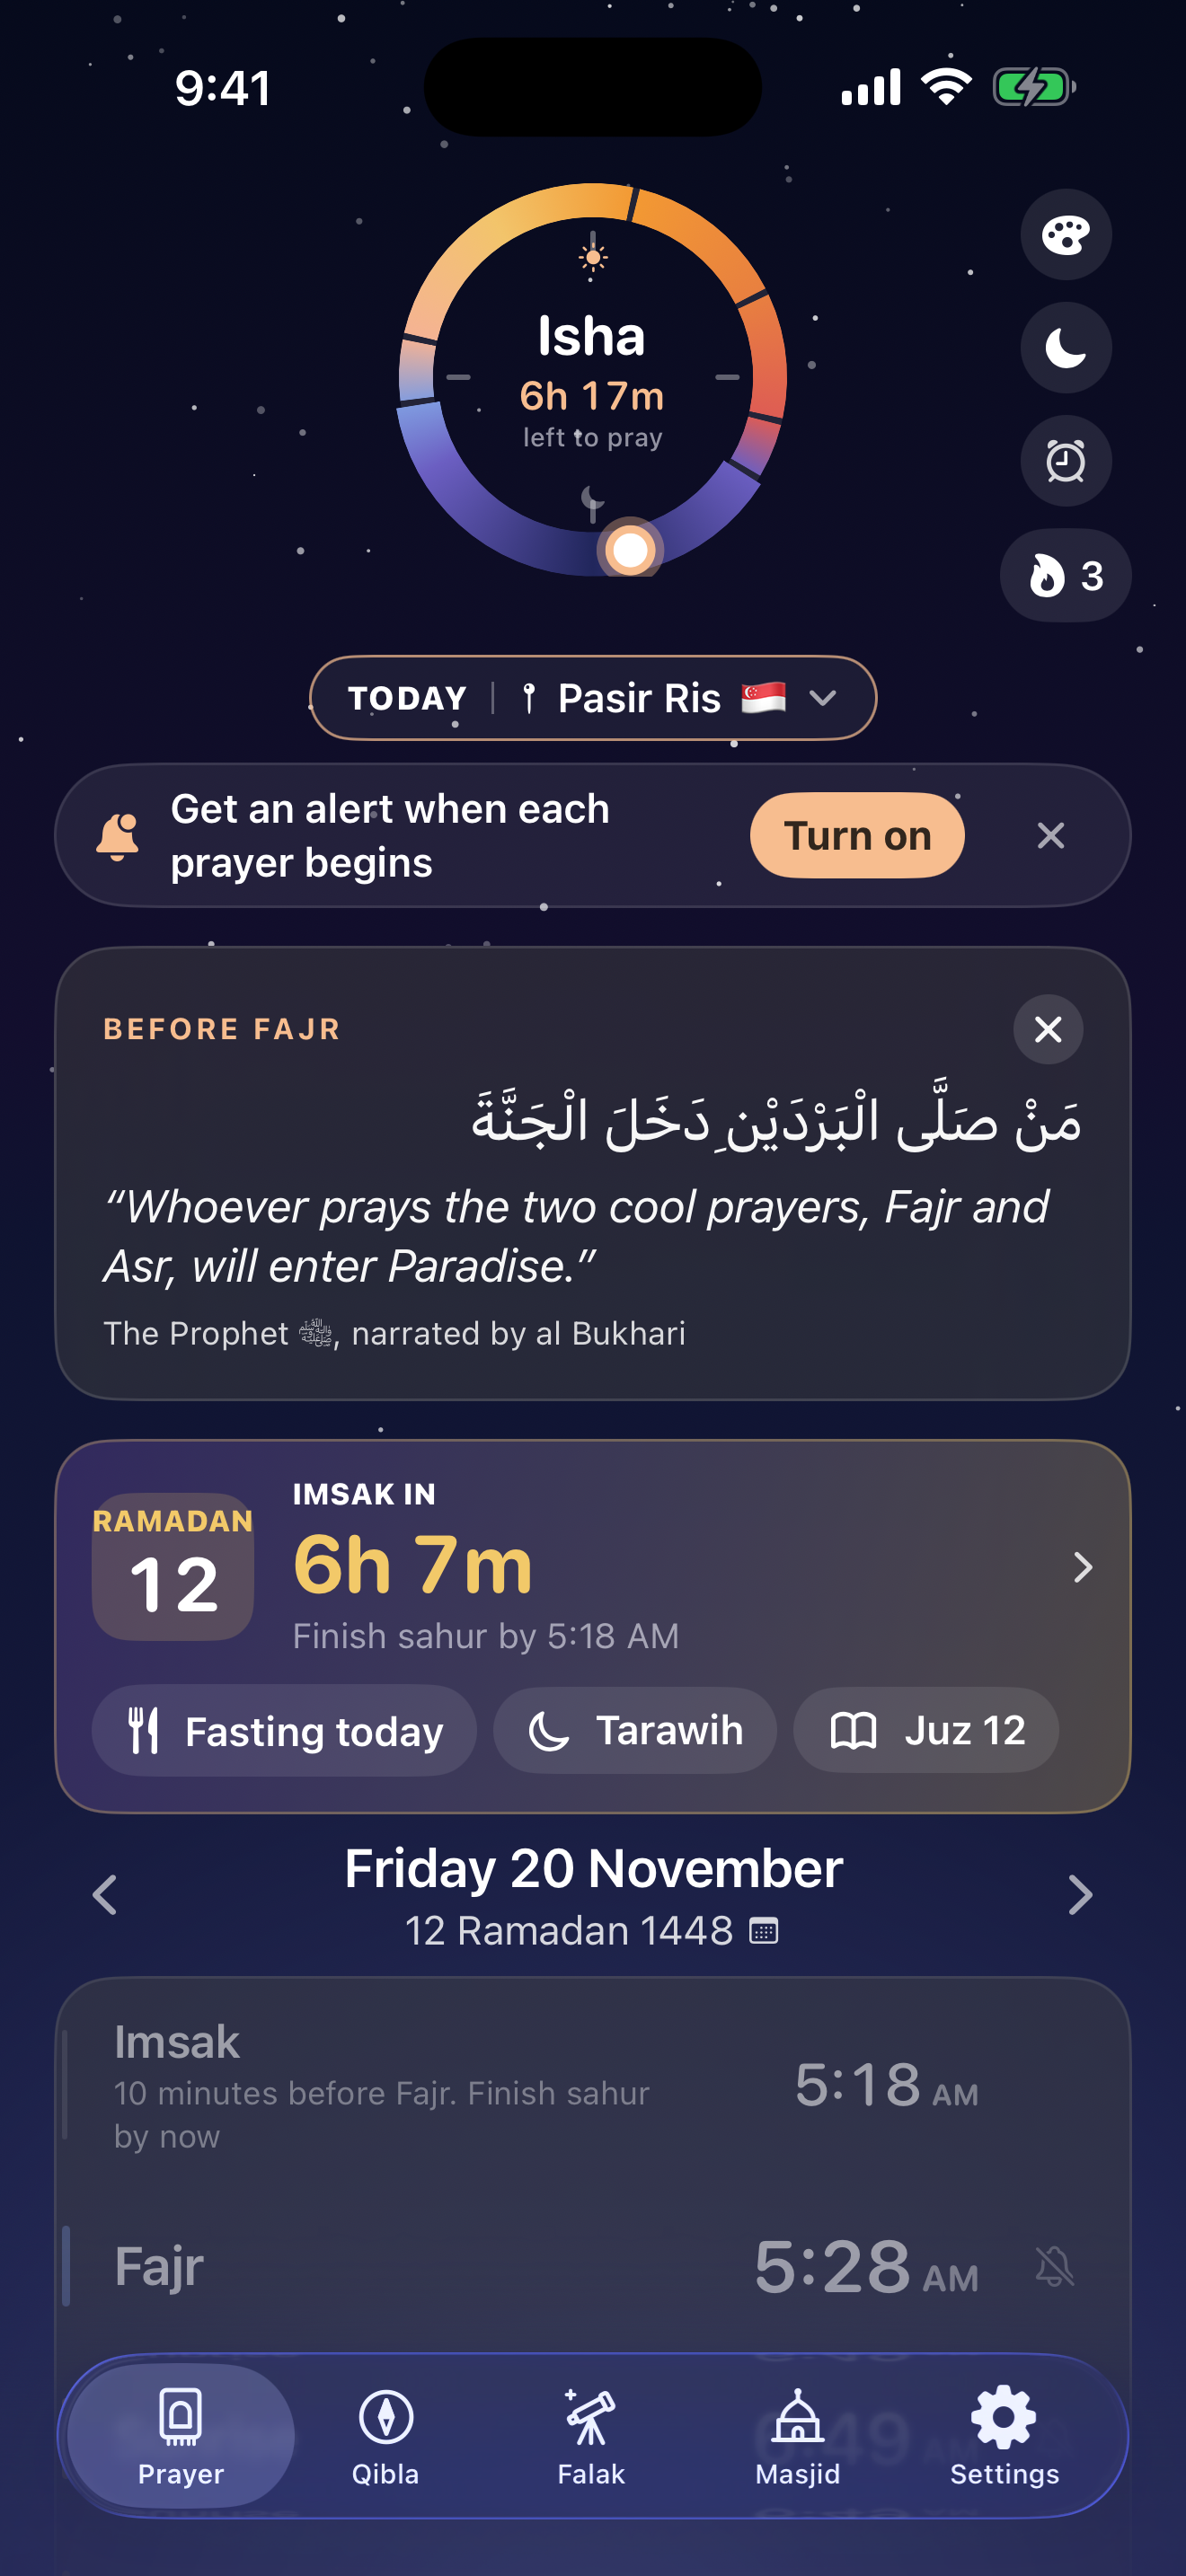 9:41
Isha
6h 17m
left to pray
3
TODAY | Pasir Ris 🇸🇬
Get an alert when each
prayer begins
Turn on
BEFORE FAJR
مَنْ صَلَّى الْبَرْدَيْنِ دَخَلَ الْجَنَّةَ
“Whoever prays the two cool prayers, Fajr and
Asr, will enter Paradise.”
The Prophet ﷺ, narrated by al Bukhari
RAMADAN
12
IMSAK IN
6h 7m
Finish sahur by 5:18 AM
Fasting today
Tarawih
Juz 12
Friday 20 November
12 Ramadan 1448
Imsak
10 minutes before Fajr. Finish sahur
by now
5:18 AM
Fajr
5:28 AM
Prayer
Qibla
Falak
Masjid
Settings